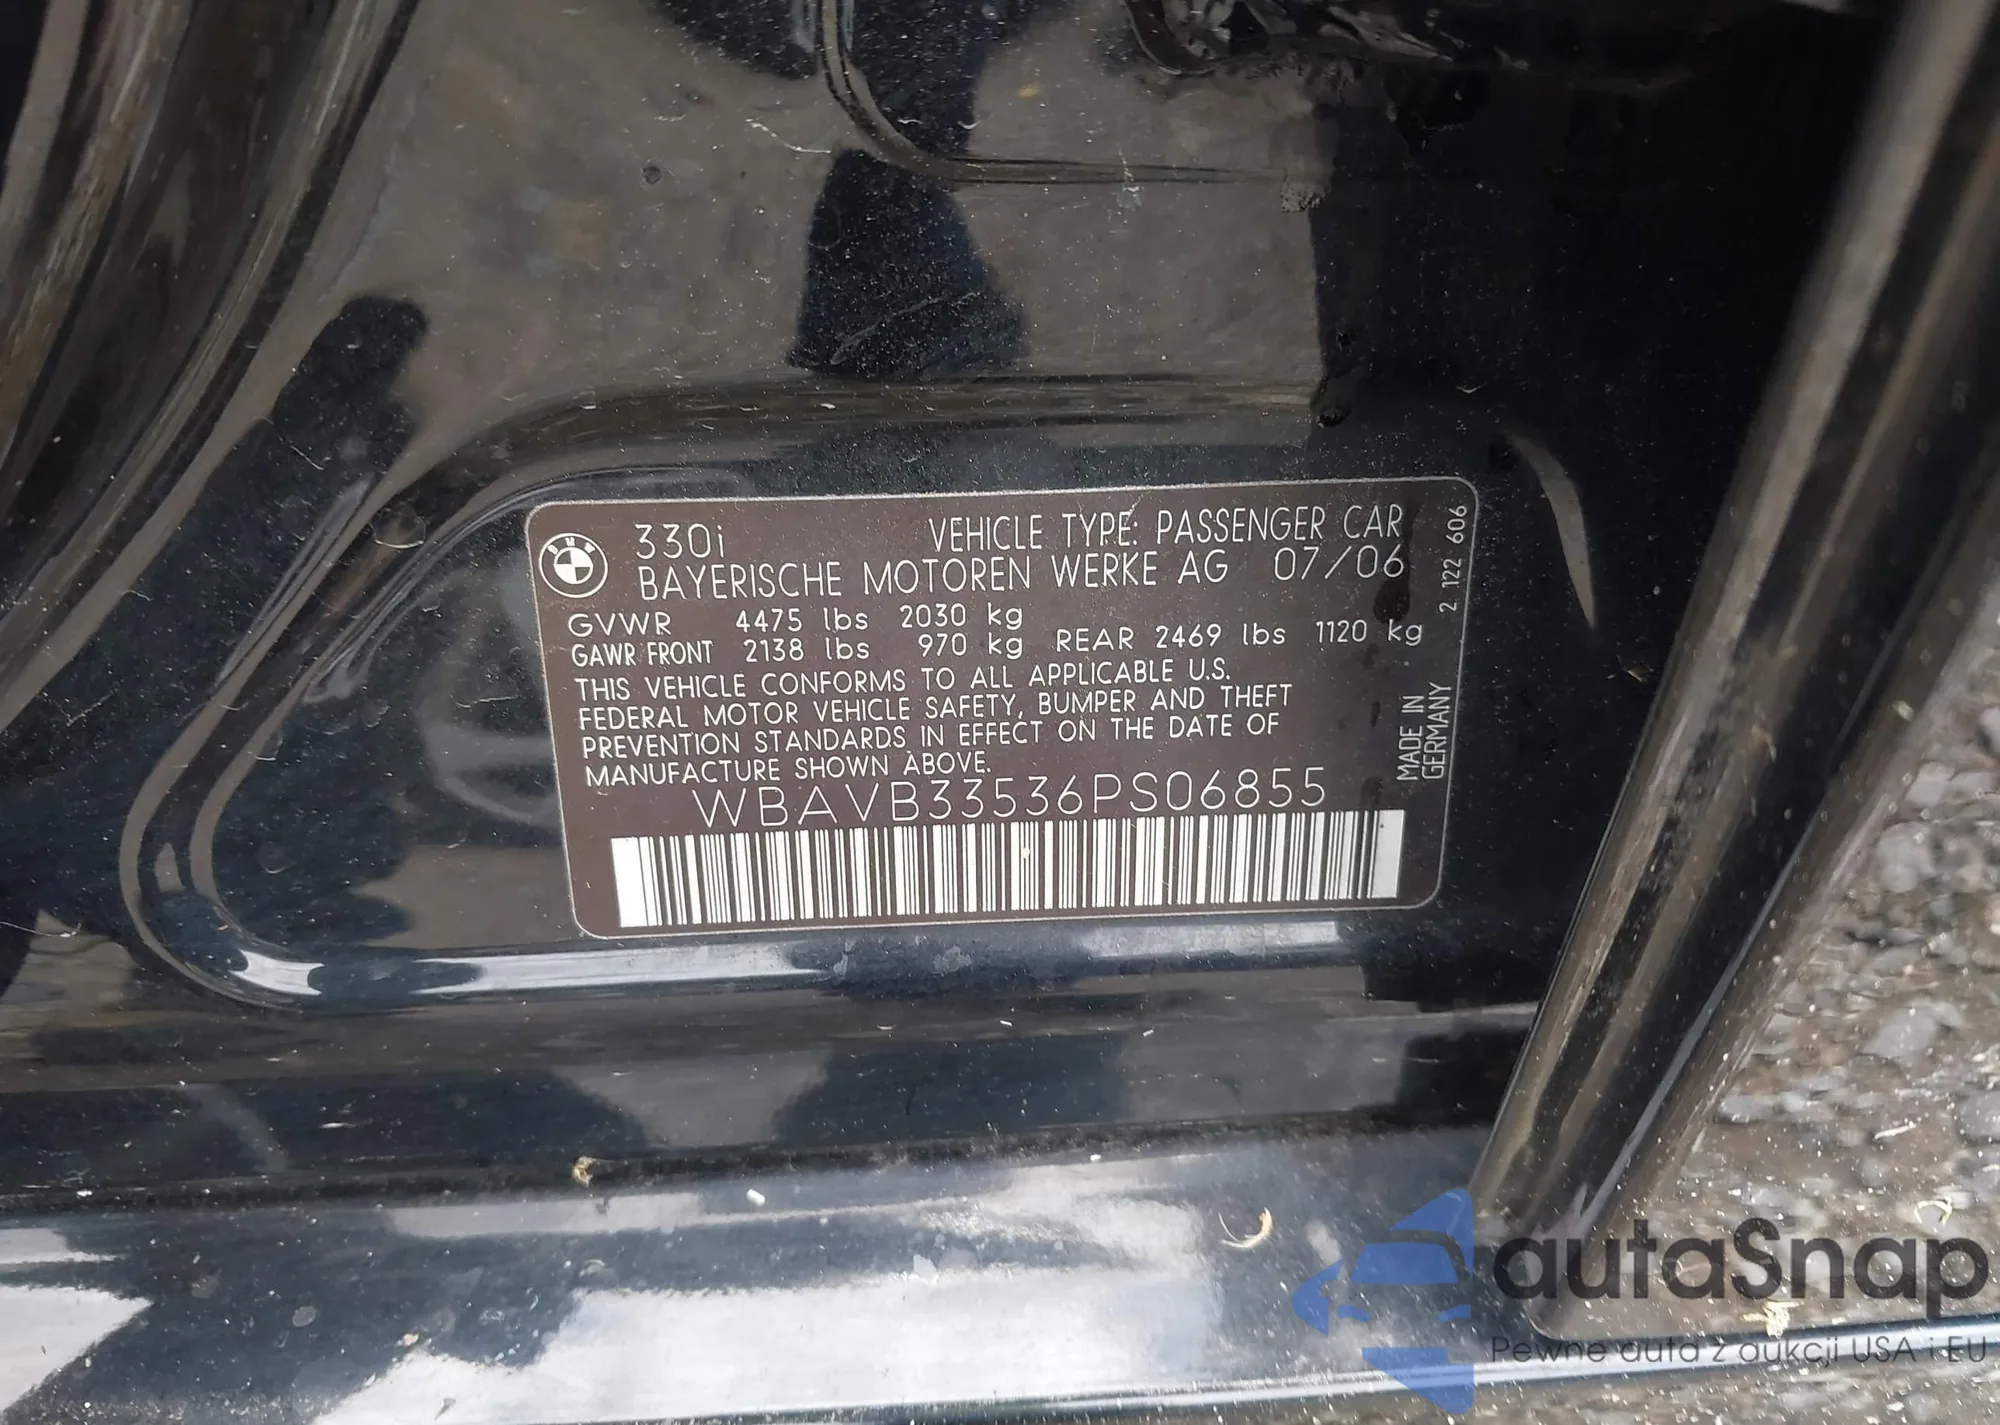 BMW
330i VEHICLE TYPE: PASSENGER CAR
BAYERISCHE MOTOREN WERKE AG 07/06
GVWR 4475 lbs 2030 kg
GAWR FRONT 2138 lbs 970 kg REAR 2469 lbs 1120 kg
THIS VEHICLE CONFORMS TO ALL APPLICABLE U.S.
FEDERAL MOTOR VEHICLE SAFETY, BUMPER AND THEFT
PREVENTION STANDARDS IN EFFECT ON THE DATE OF
MANUFACTURE SHOWN ABOVE.
WBAVB33536PS06855
2 122 606
MADE IN
GERMANY
autaSnap
Pewne auta z aukcji USA i EU